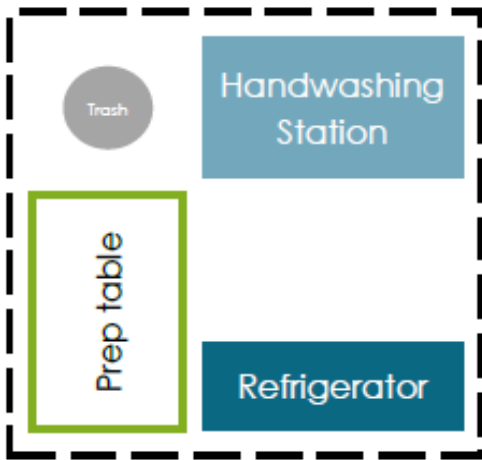 Trash
Handwashing
Station
Prep table
Refrigerator